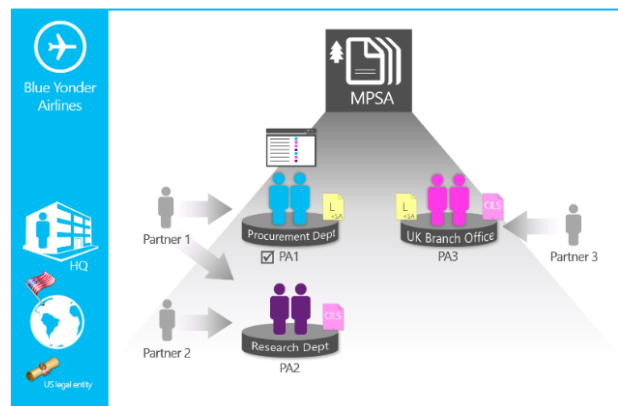 Blue Yonder
Airlines
HQ
US legal entity
MPSA
Partner 1
L
+SA
Procurement Dept
PA1
Partner 2
OLS
Research Dept
PA2
L
+SA
OLS
UK Branch Office
PA3
Partner 3